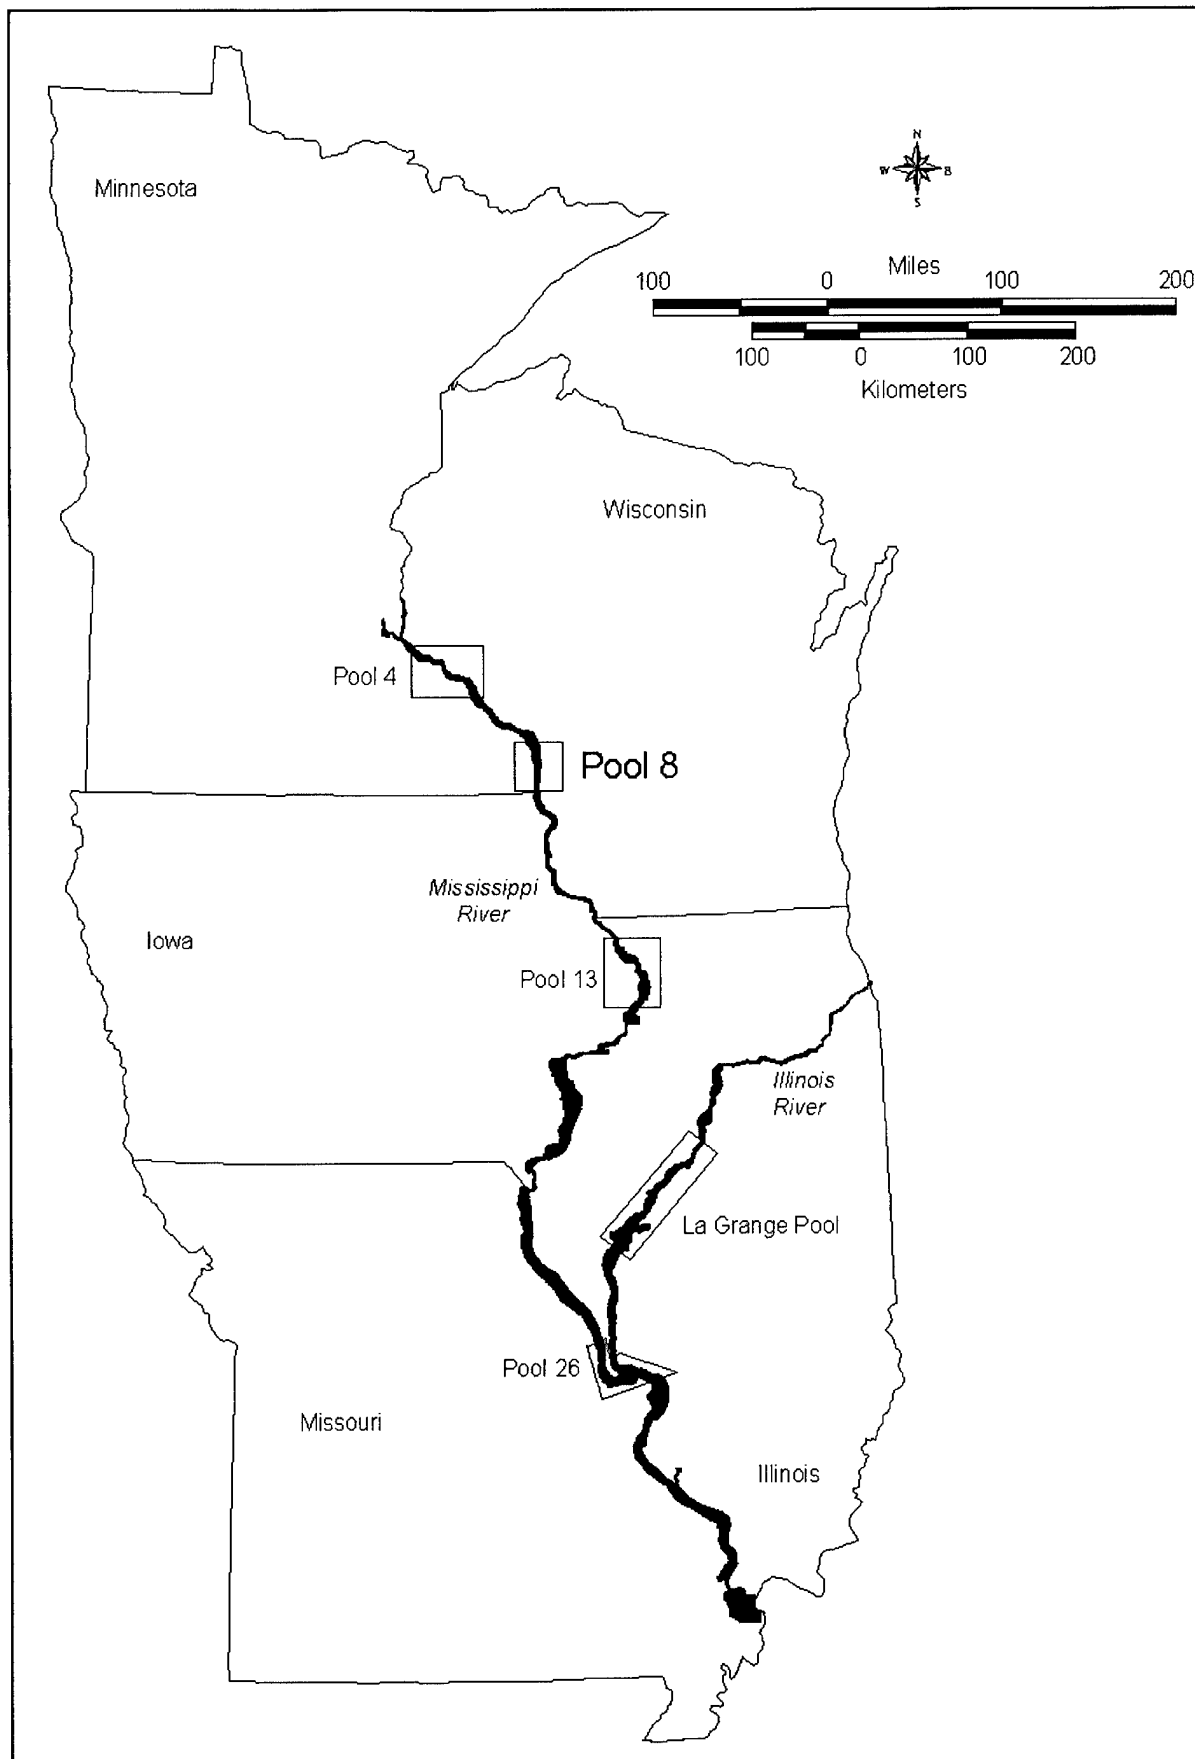 N
W B
S
Minnesota
Miles
100 0 100 200
100 0 100 200
Kilometers
Wisconsin
Pool 4
Pool 8
Mississippi
River
Iowa
Pool 13
Illinois
River
La Grange Pool
Pool 26
Missouri
Illinois